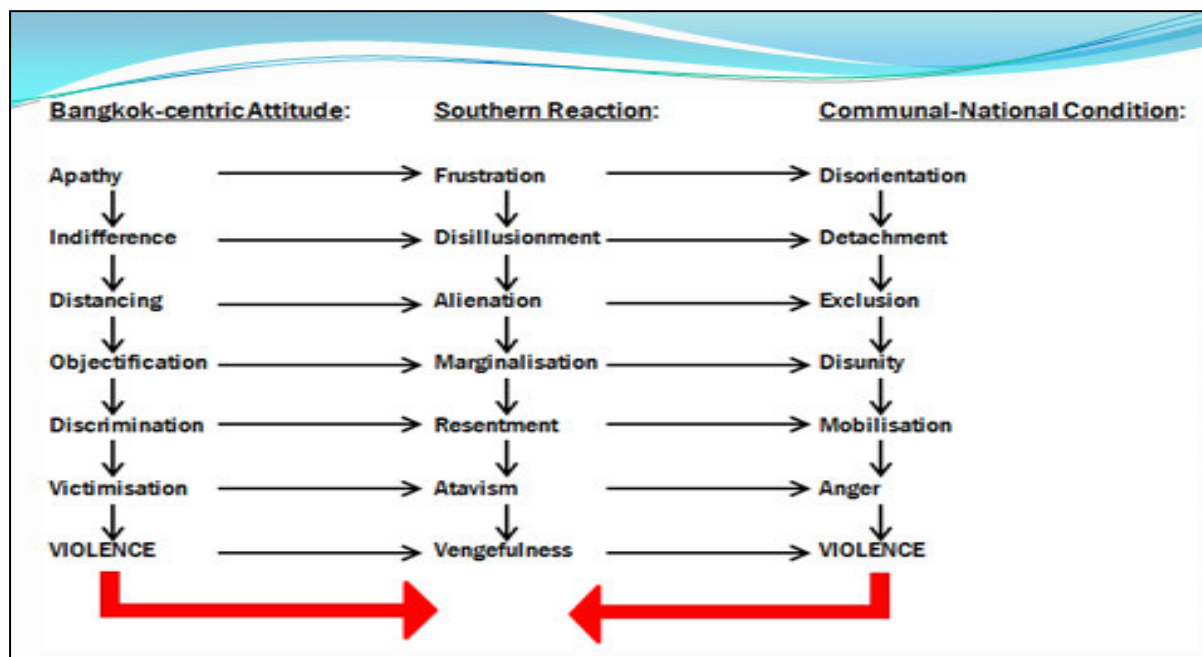 Bangkok-centric Attitude: Southern Reaction: Communal-National Condition:
Apathy Frustration Disorientation
Indifference Disillusionment Detachment
Distancing Alienation Exclusion
Objectification Marginalisation Disunity
Discrimination Resentment Mobilisation
Victimisation Atavism Anger
VIOLENCE Vengefulness VIOLENCE